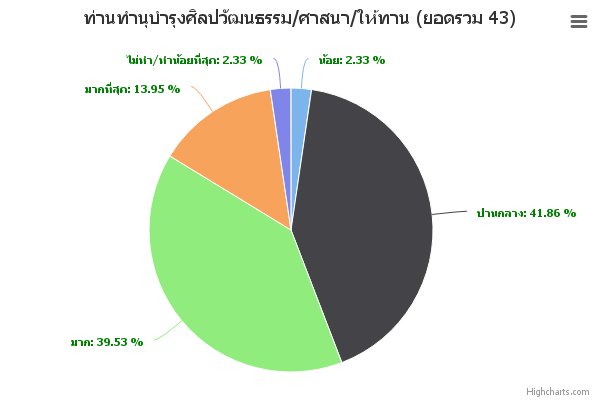 ท่านทำนุบำรุงศิลปวัฒนธรรม/ศาสนา/ให้ทาน (ยอดรวม 43)
ไม่ทำ/ทำน้อยที่สุด: 2.33 %
น้อย: 2.33 %
มากที่สุด: 13.95 %
ปานกลาง: 41.86 %
มาก: 39.53 %
Highcharts.com